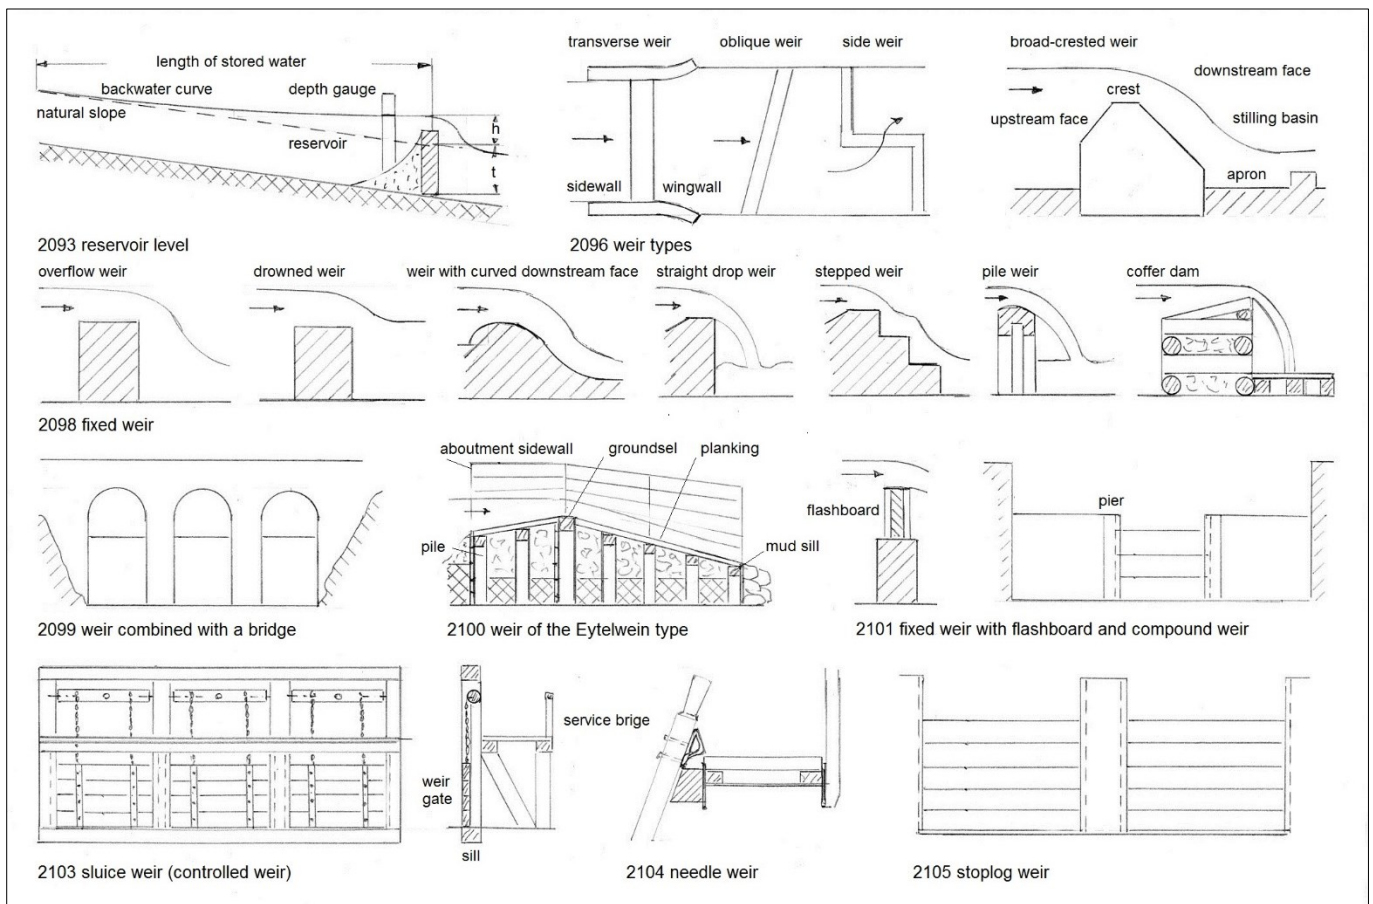 length of stored water
backwater curve
depth gauge
natural slope
reservoir
h
t
2093 reservoir level
transverse weir
oblique weir
side weir
sidewall
wingwall
2096 weir types
broad-crested weir
downstream face
crest
upstream face
stilling basin
apron
overflow weir
drowned weir
weir with curved downstream face
straight drop weir
stepped weir
pile weir
coffer dam
2098 fixed weir
2099 weir combined with a bridge
aboutment sidewall
groundsel
planking
pile
mud sill
2100 weir of the Eytelwein type
flashboard
pier
2101 fixed weir with flashboard and compound weir
service brige
weir
gate
sill
2103 sluice weir (controlled weir)
2104 needle weir
2105 stoplog weir